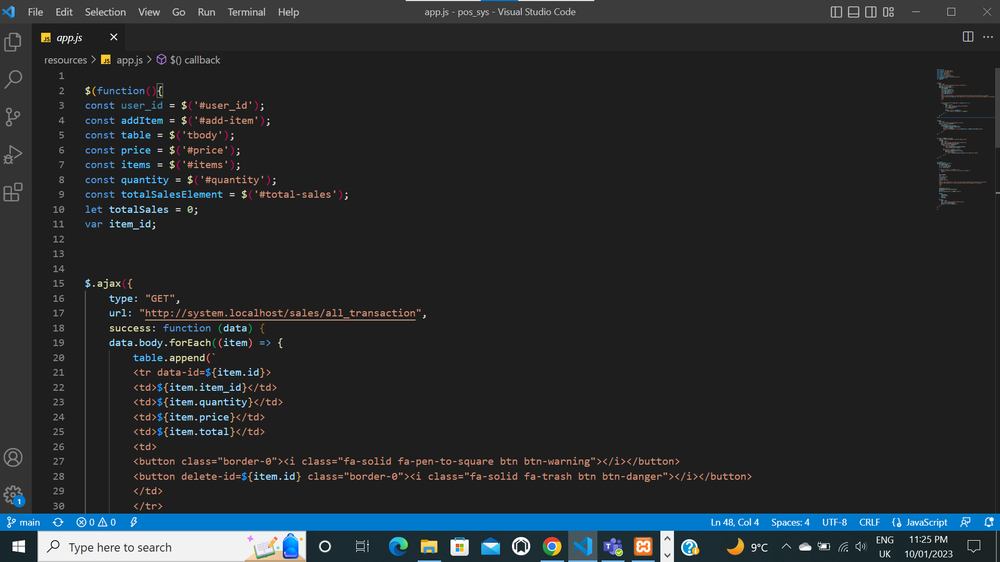 File Edit Selection View Go Run Terminal Help
app.js - pos_sys - Visual Studio Code
JS app.js
resources > JS app.js > $() callback
1
2 $(function(){
3 const user_id = $('#user_id');
4 const addItem = $('#add-item');
5 const table = $('tbody');
6 const price = $('#price');
7 const items = $('#items');
8 const quantity = $('#quantity');
9 const totalSalesElement = $('#total-sales');
10 let totalSales = 0;
11 var item_id;
12
13
14
15 $.ajax({
16 type: "GET",
17 url: "http://system.localhost/sales/all_transaction",
18 success: function (data) {
19 data.body.forEach((item) => {
20 table.append(`
21 <tr data-id=${item.id}>
22 <td>${item.item_id}</td>
23 <td>${item.quantity}</td>
24 <td>${item.price}</td>
25 <td>${item.total}</td>
26 <td>
27 <button class="border-0"><i class="fa-solid fa-pen-to-square btn btn-warning"></i></button>
28 <button delete-id=${item.id} class="border-0"><i class="fa-solid fa-trash btn btn-danger"></i></button>
29 </td>
30 </tr>
1
main 0 0 Ln 48, Col 4 Spaces: 4 UTF-8 CRLF JavaScript
Type here to search
9°C
ENG
UK
11:25 PM
10/01/2023